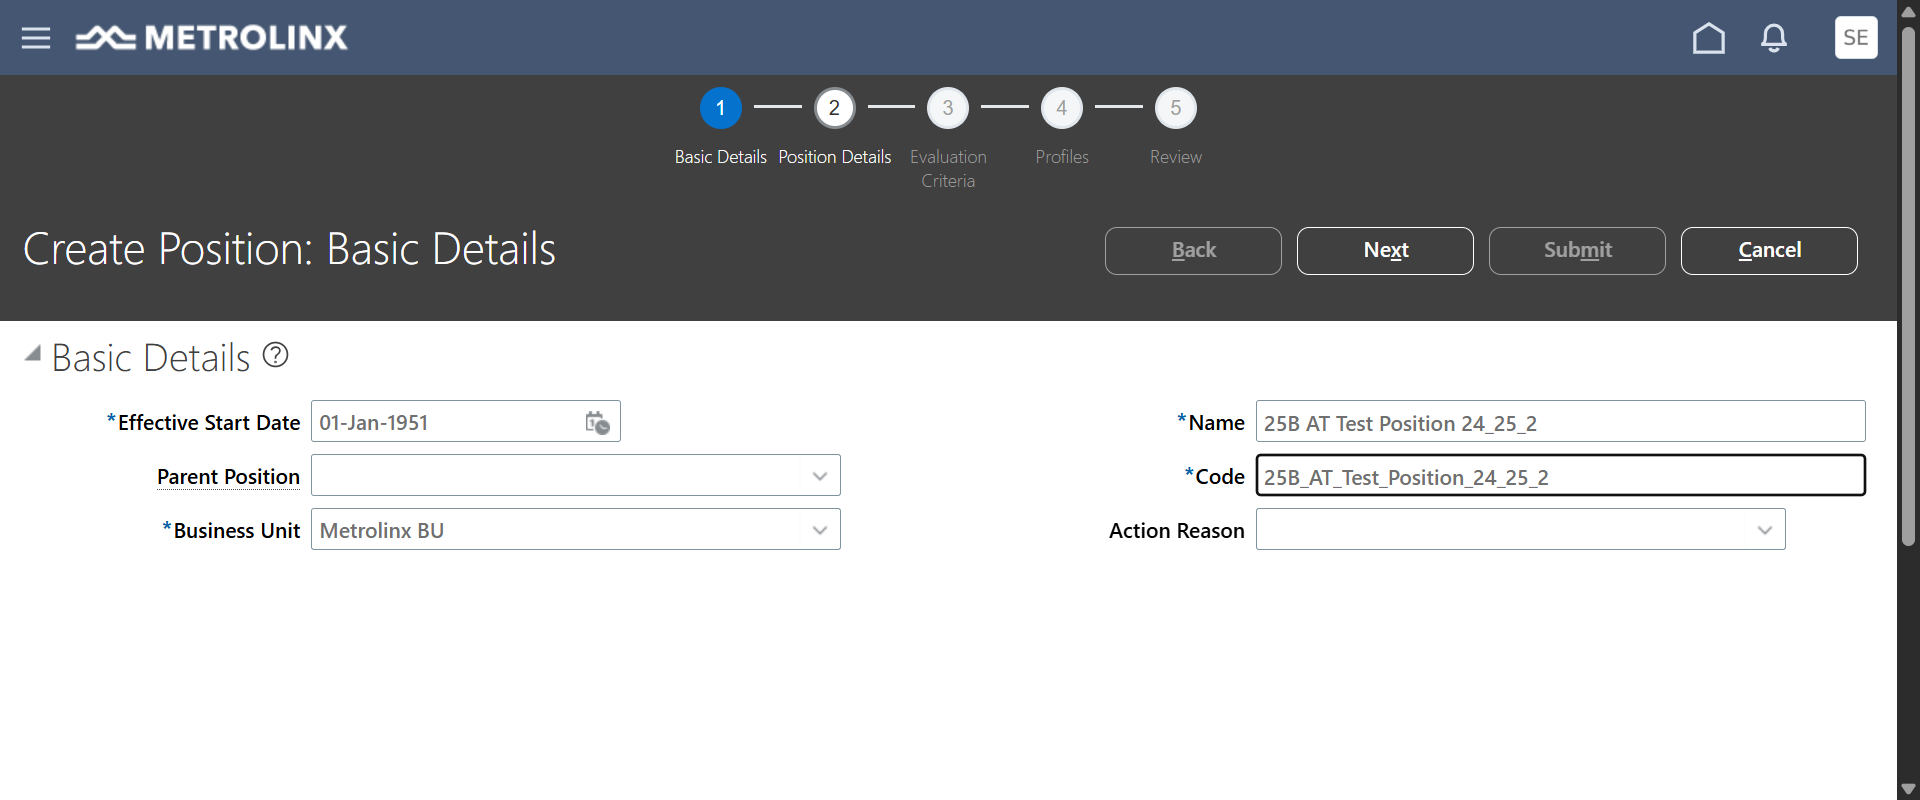 METROLINX
SE
1 2 3 4 5
Basic Details Position Details Evaluation Criteria Profiles Review
Create Position: Basic Details
Back Next Submit Cancel
Basic Details ?
*Effective Start Date 01-Jan-1951
*Name 25B AT Test Position 24_25_2
Parent Position
*Code 25B_AT_Test_Position_24_25_2
*Business Unit Metrolinx BU
Action Reason